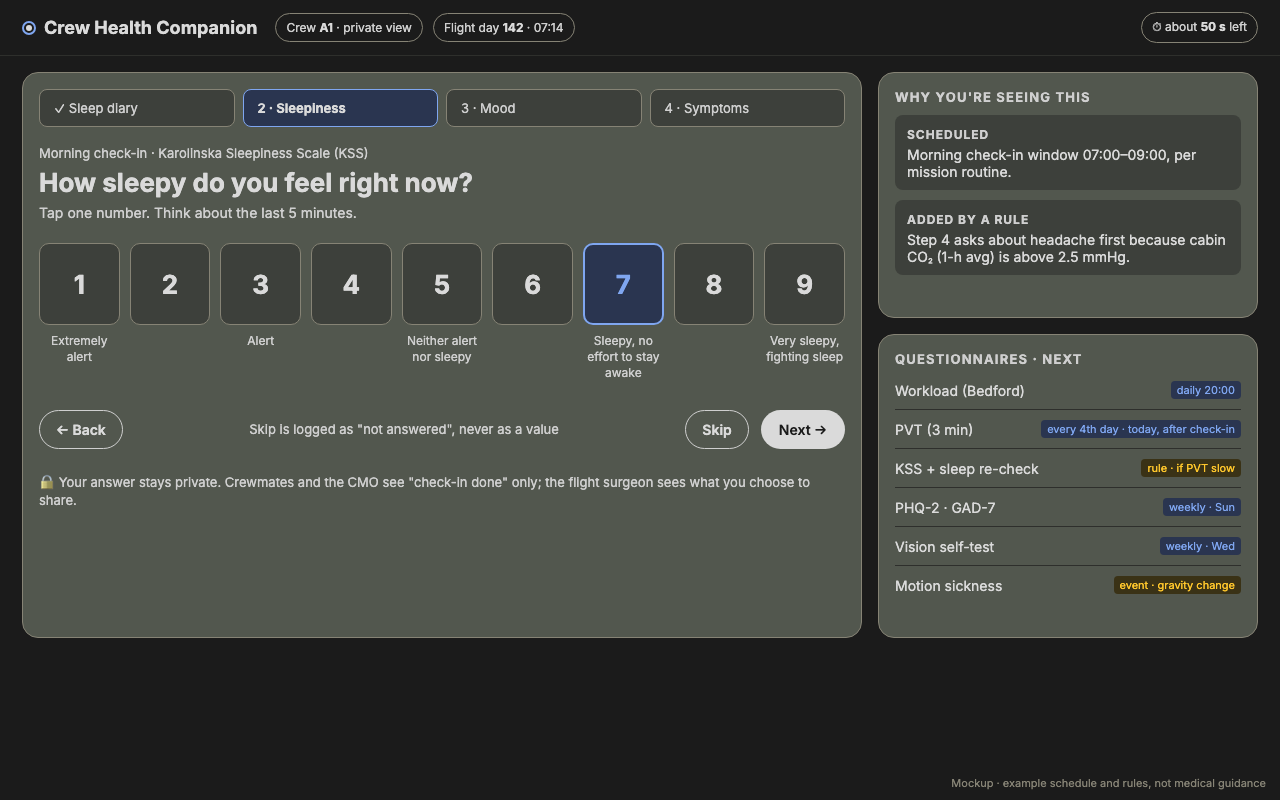 Crew Health Companion
Crew A1 · private view
Flight day 142 · 07:14
⏱ about 50 s left
✓ Sleep diary
2 · Sleepiness
3 · Mood
4 · Symptoms
Morning check-in · Karolinska Sleepiness Scale (KSS)
How sleepy do you feel right now?
Tap one number. Think about the last 5 minutes.
1
2
3
4
5
6
7
8
9
Extremely
alert
Alert
Neither alert
nor sleepy
Sleepy, no
effort to stay
awake
Very sleepy,
fighting sleep
← Back
Skip is logged as "not answered", never as a value
Skip
Next →
🔒 Your answer stays private. Crewmates and the CMO see "check-in done" only; the flight surgeon sees what you choose to
share.
WHY YOU'RE SEEING THIS
SCHEDULED
Morning check-in window 07:00–09:00, per
mission routine.
ADDED BY A RULE
Step 4 asks about headache first because cabin
CO₂ (1-h avg) is above 2.5 mmHg.
QUESTIONNAIRES · NEXT
Workload (Bedford)
daily 20:00
PVT (3 min)
every 4th day · today, after check-in
KSS + sleep re-check
rule · if PVT slow
PHQ-2 · GAD-7
weekly · Sun
Vision self-test
weekly · Wed
Motion sickness
event · gravity change
Mockup · example schedule and rules, not medical guidance